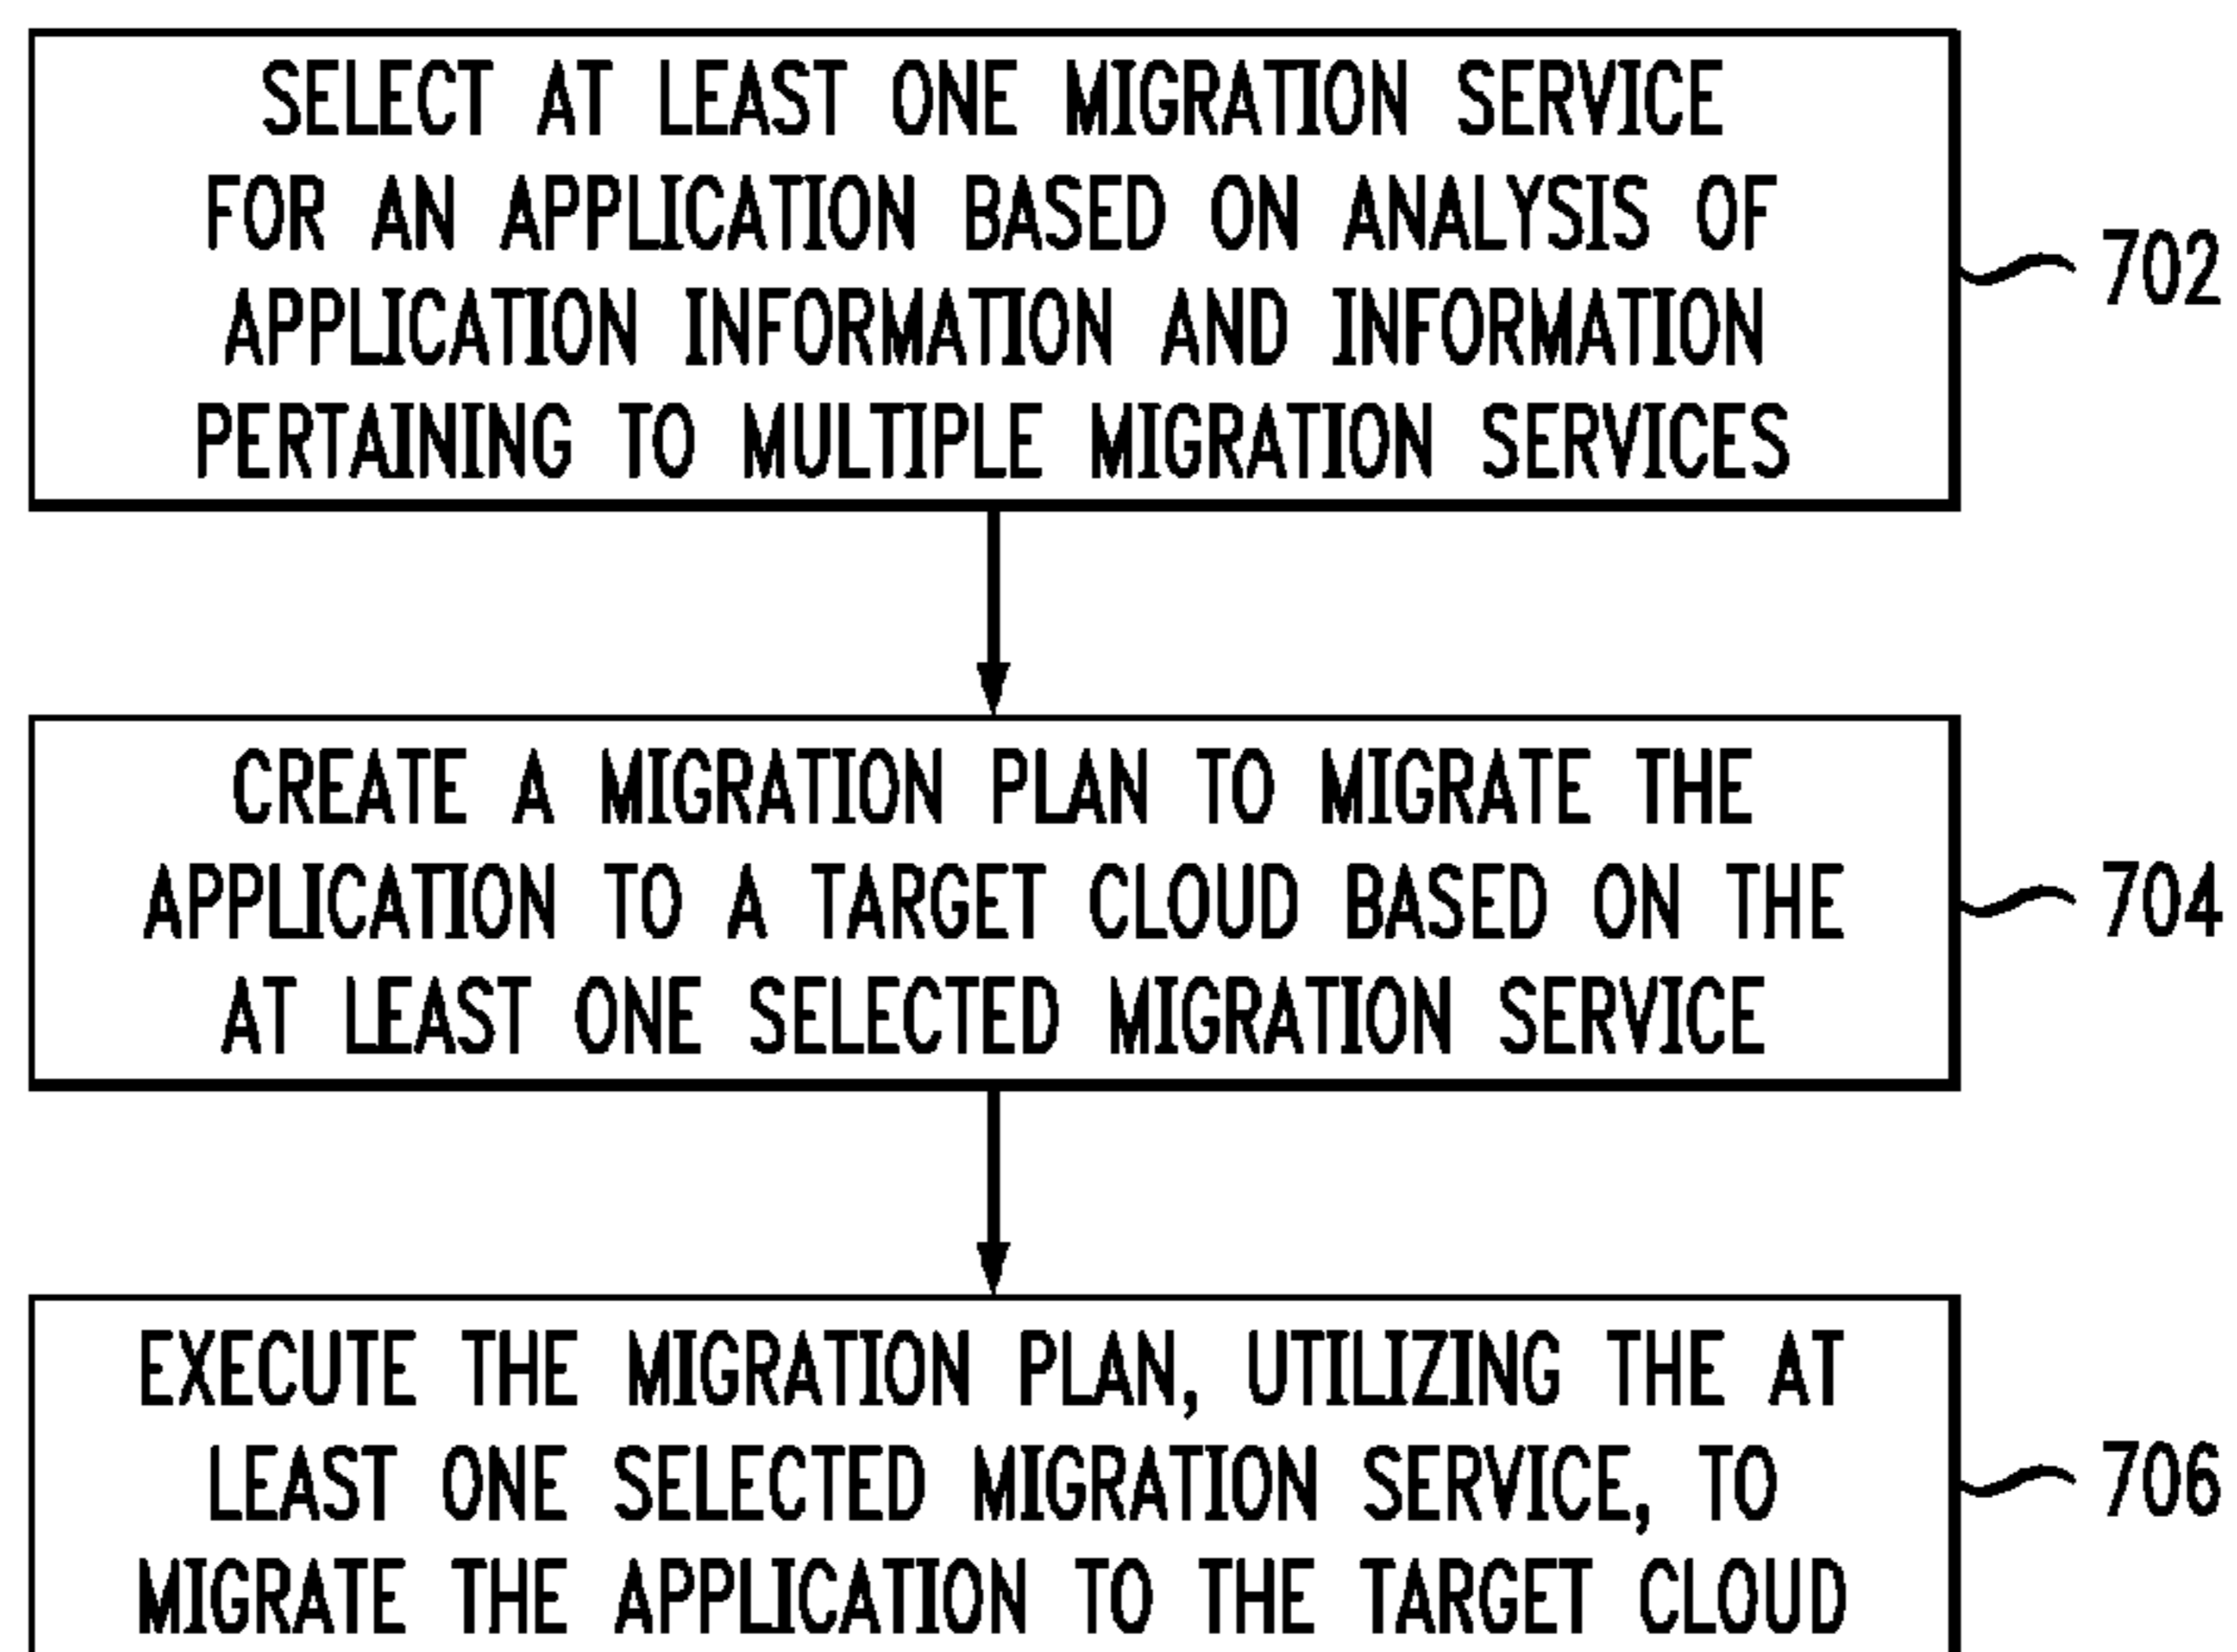 SELECT AT LEAST ONE MIGRATION SERVICE
FOR AN APPLICATION BASED ON ANALYSIS OF
APPLICATION INFORMATION AND INFORMATION
PERTAINING TO MULTIPLE MIGRATION SERVICES
702
CREATE A MIGRATION PLAN TO MIGRATE THE
APPLICATION TO A TARGET CLOUD BASED ON THE
AT LEAST ONE SELECTED MIGRATION SERVICE
704
EXECUTE THE MIGRATION PLAN, UTILIZING THE AT
LEAST ONE SELECTED MIGRATION SERVICE, TO
MIGRATE THE APPLICATION TO THE TARGET CLOUD
706